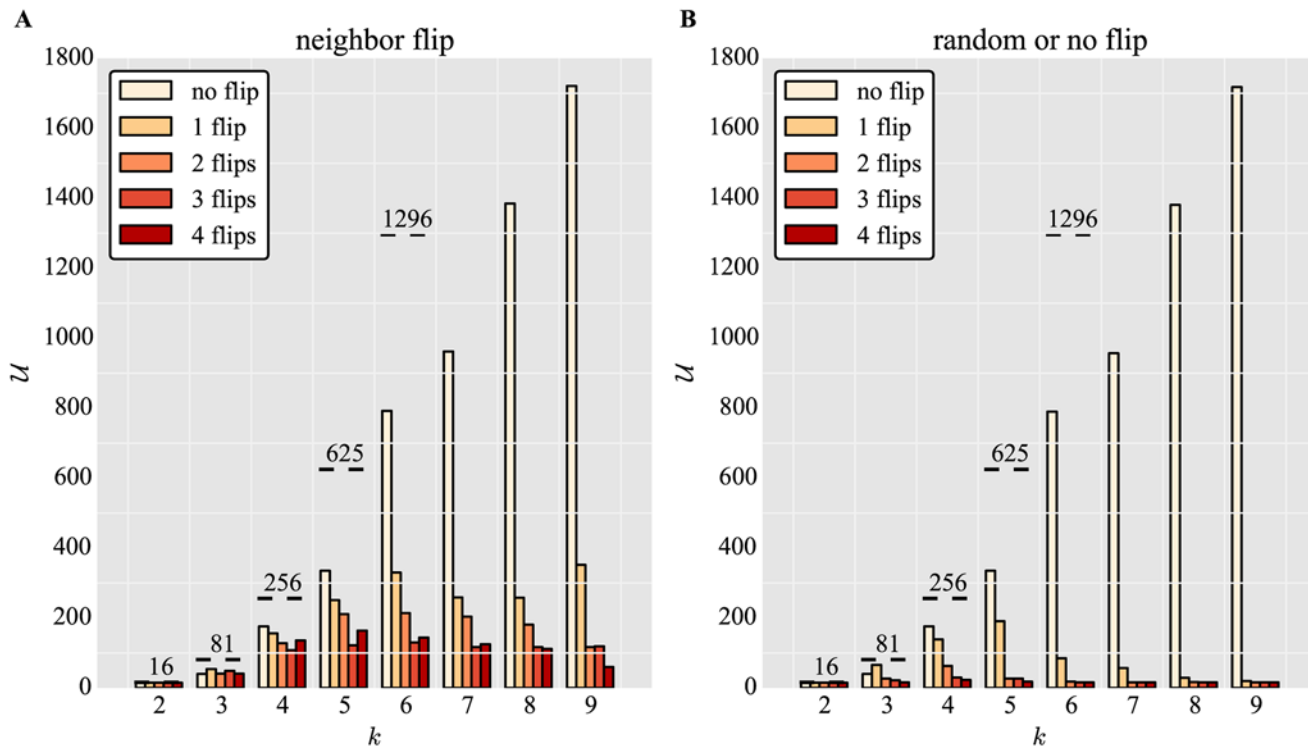 A
neighbor flip
1800
1600
1400
1200
1000
800
600
400
200
0
no flip
1 flip
2 flips
3 flips
4 flips
16
81
256
625
1296
2 3 4 5 6 7 8 9
k
𝒰
B
random or no flip
1800
1600
1400
1200
1000
800
600
400
200
0
no flip
1 flip
2 flips
3 flips
4 flips
16
81
256
625
1296
2 3 4 5 6 7 8 9
k
𝒰